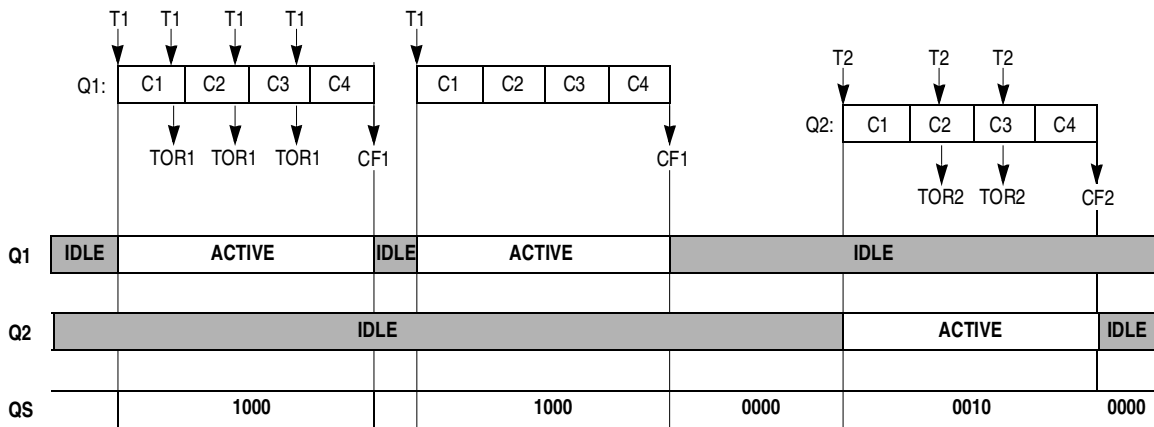 T1 T1 T1 T1 T1
Q1: C1 C2 C3 C4 C1 C2 C3 C4
T2 T2 T2
Q2: C1 C2 C3 C4
TOR1 TOR1 TOR1 CF1 CF1
TOR2 TOR2 CF2
Q1 IDLE ACTIVE IDLE ACTIVE IDLE
Q2 IDLE ACTIVE IDLE
QS 1000 1000 0000 0010 0000